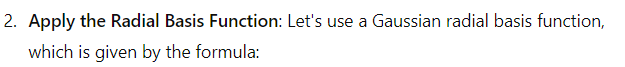 2. Apply the Radial Basis Function: Let's use a Gaussian radial basis function,
which is given by the formula: